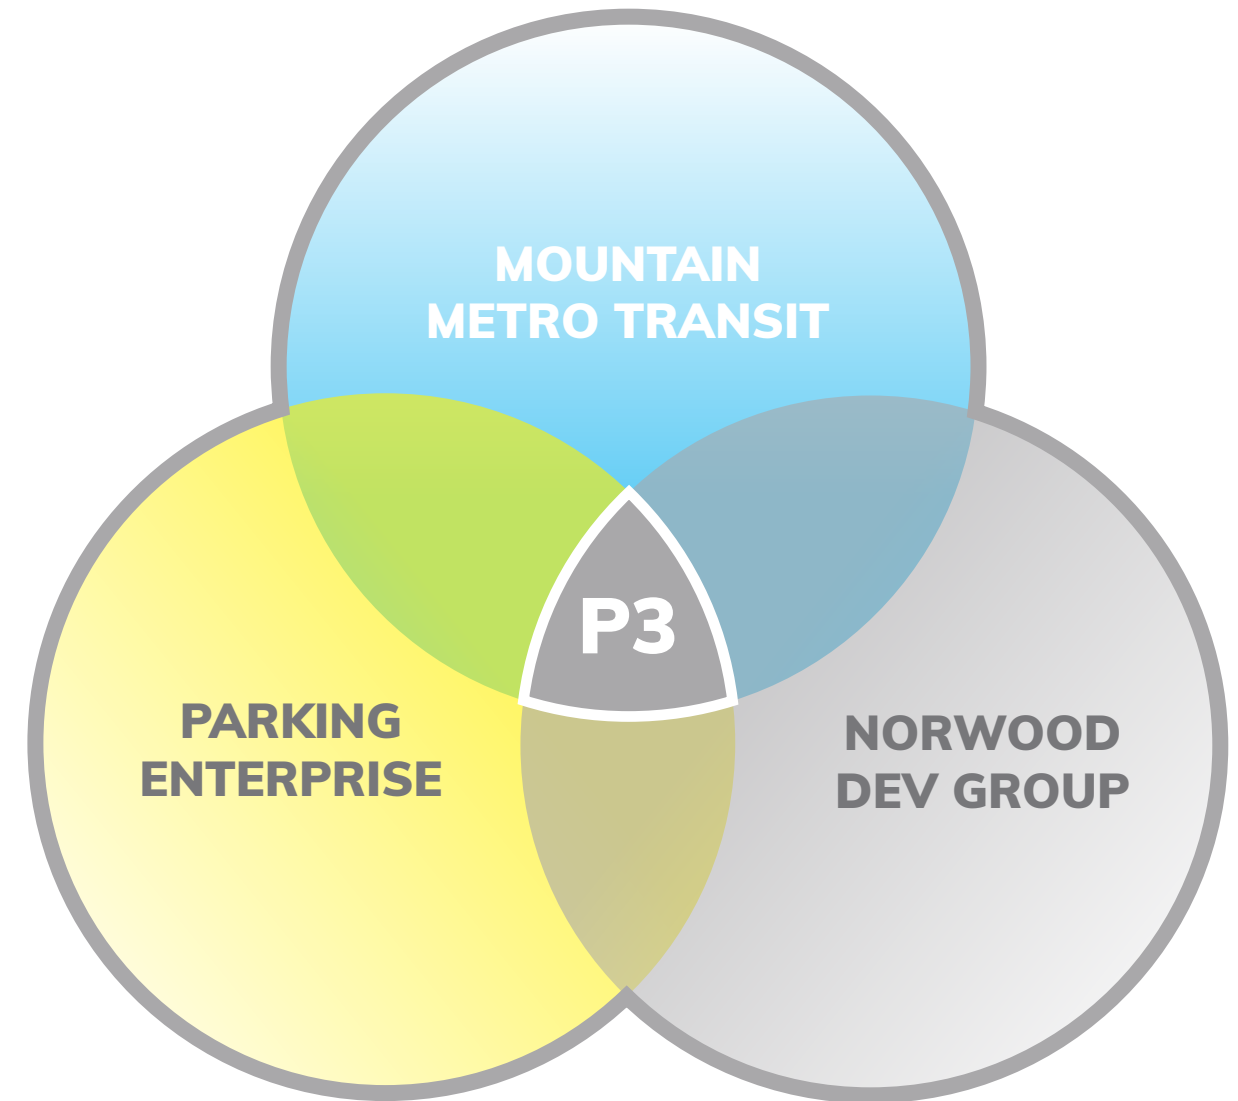 MOUNTAIN
METRO TRANSIT
P3
PARKING
ENTERPRISE
NORWOOD
DEV GROUP